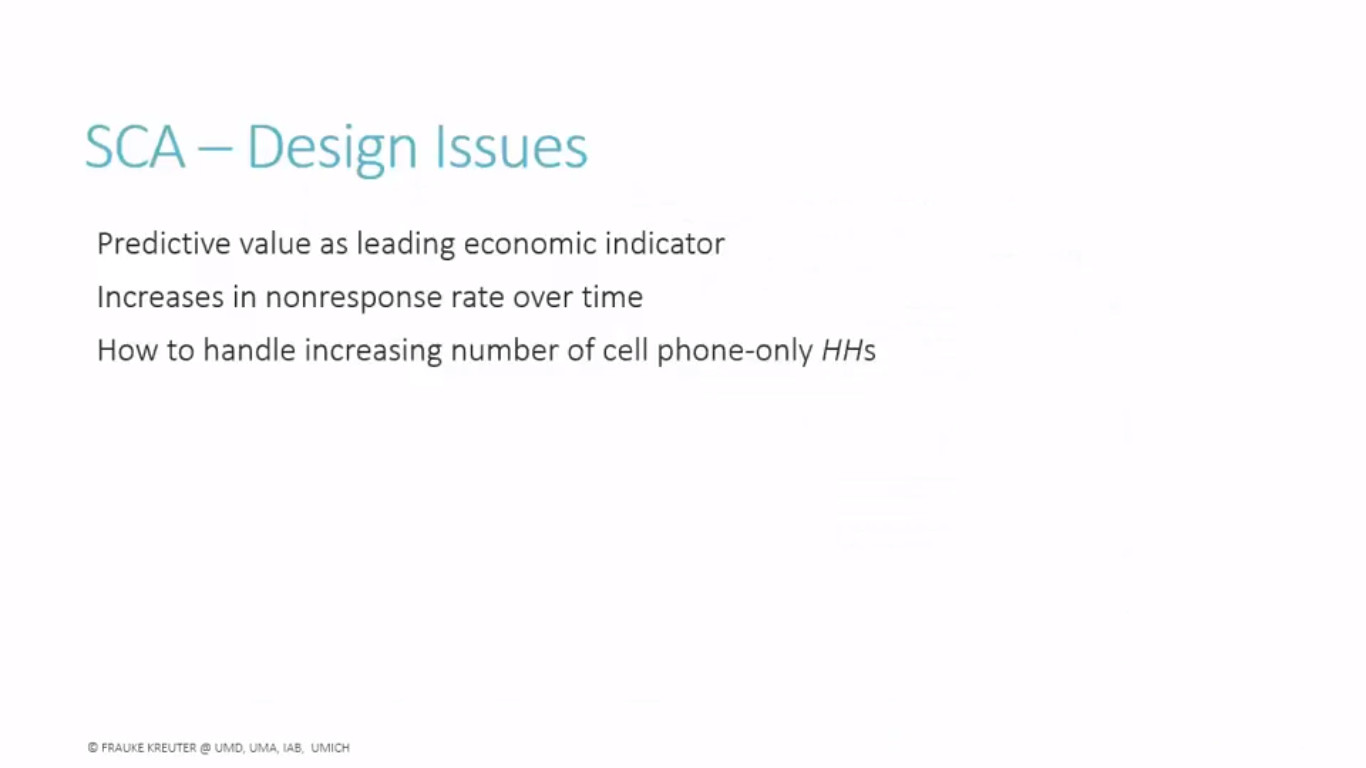 SCA – Design Issues
Predictive value as leading economic indicator
Increases in nonresponse rate over time
How to handle increasing number of cell phone-only HHs
© FRAUKE KREUTER @ UMD, UMA, IAB, UMICH